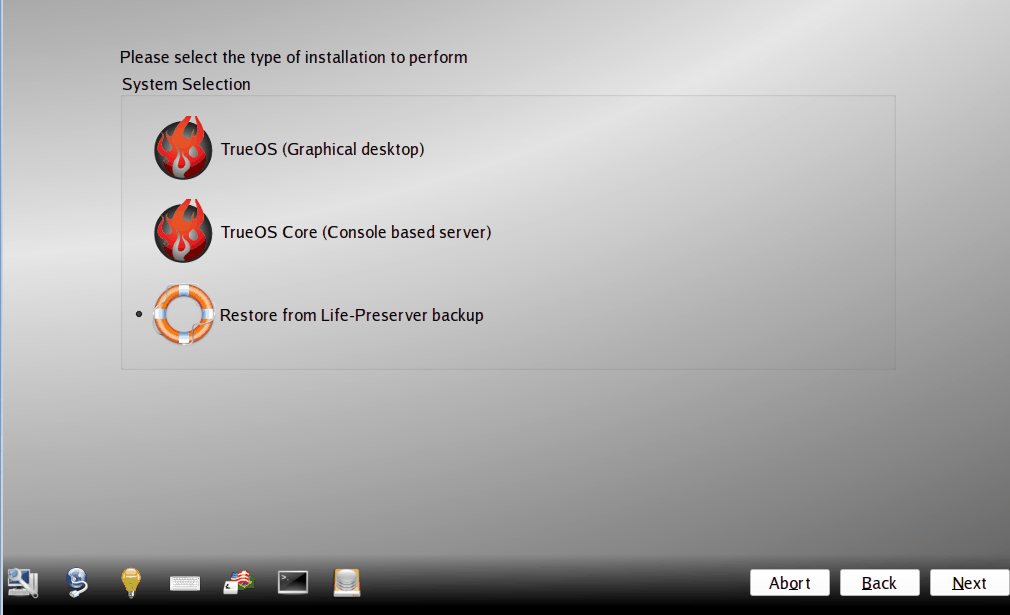 Please select the type of installation to perform
System Selection
TrueOS (Graphical desktop)
TrueOS Core (Console based server)
Restore from Life-Preserver backup
Abort
Back
Next